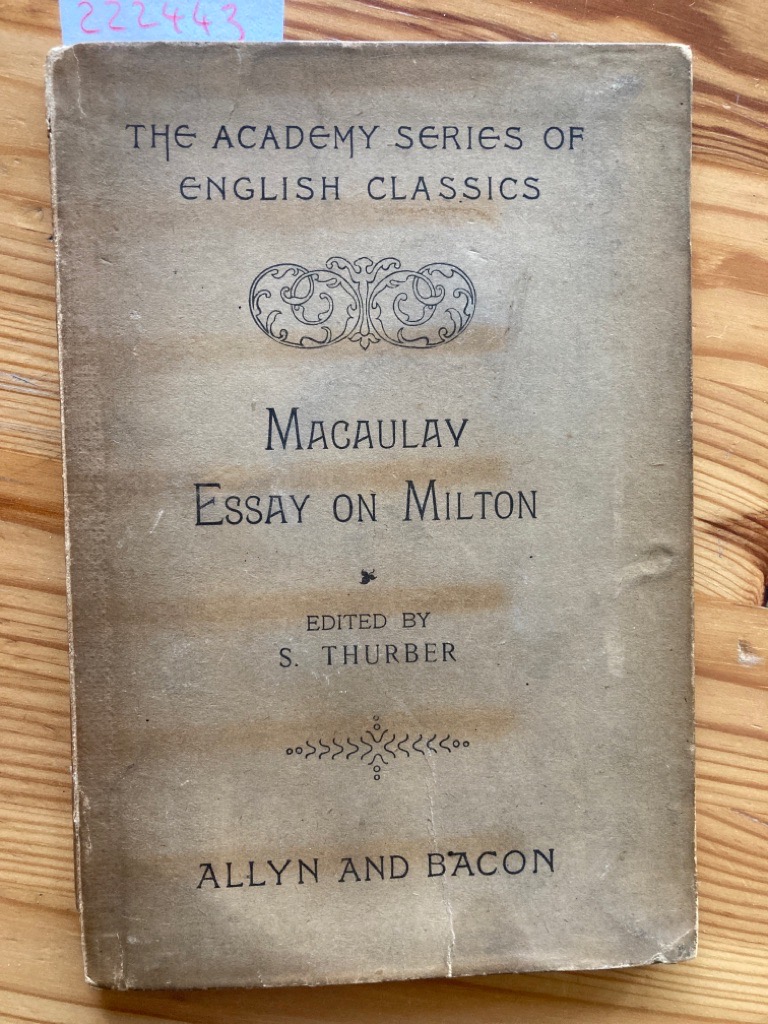 222443
THE ACADEMY SERIES OF
ENGLISH CLASSICS
MACAULAY
ESSAY ON MILTON
EDITED BY
S. THURBER
ALLYN AND BACON